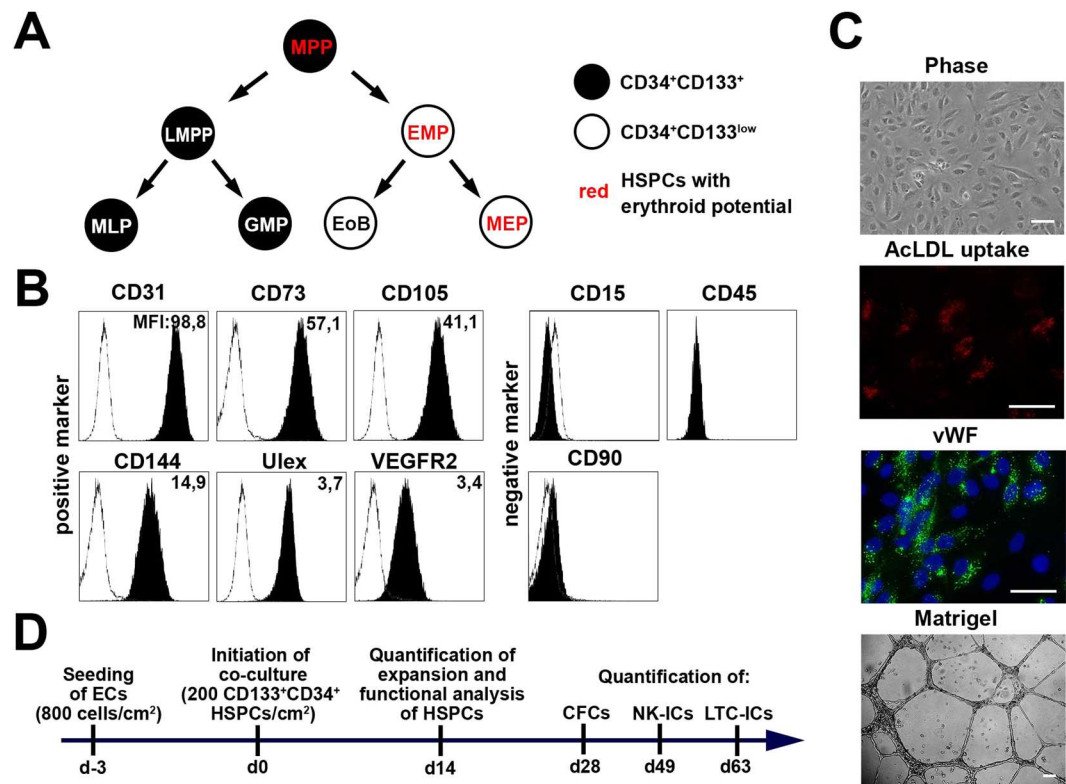 A
MPP
LMPP
EMP
MLP
GMP
EoB
MEP
CD34⁺CD133⁺
CD34⁺CD133ˡᵒʷ
red
HSPCs with
erythroid potential
B
positive marker
CD31
MFI:98,8
CD73
57,1
CD105
41,1
CD144
14,9
Ulex
3,7
VEGFR2
3,4
negative marker
CD15
CD45
CD90
C
Phase
AcLDL uptake
vWF
Matrigel
D
Seeding
of ECs
(800 cells/cm²)
d-3
Initiation of
co-culture
(200 CD133⁺CD34⁺
HSPCs/cm²)
d0
Quantification of
expansion and
functional analysis
of HSPCs
d14
Quantification of:
CFCs
NK-ICs
LTC-ICs
d28
d49
d63